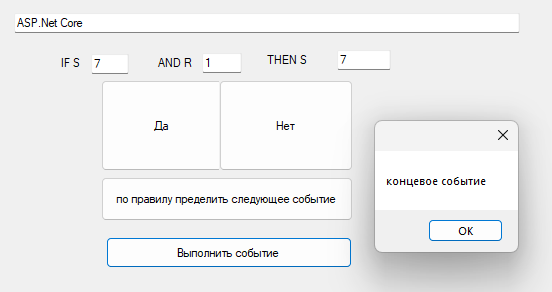 ASP.Net Core
IF S 7 AND R 1 THEN S 7
Да Нет
по правилу пределить следующее событие
Выполнить событие
концевое событие
OK